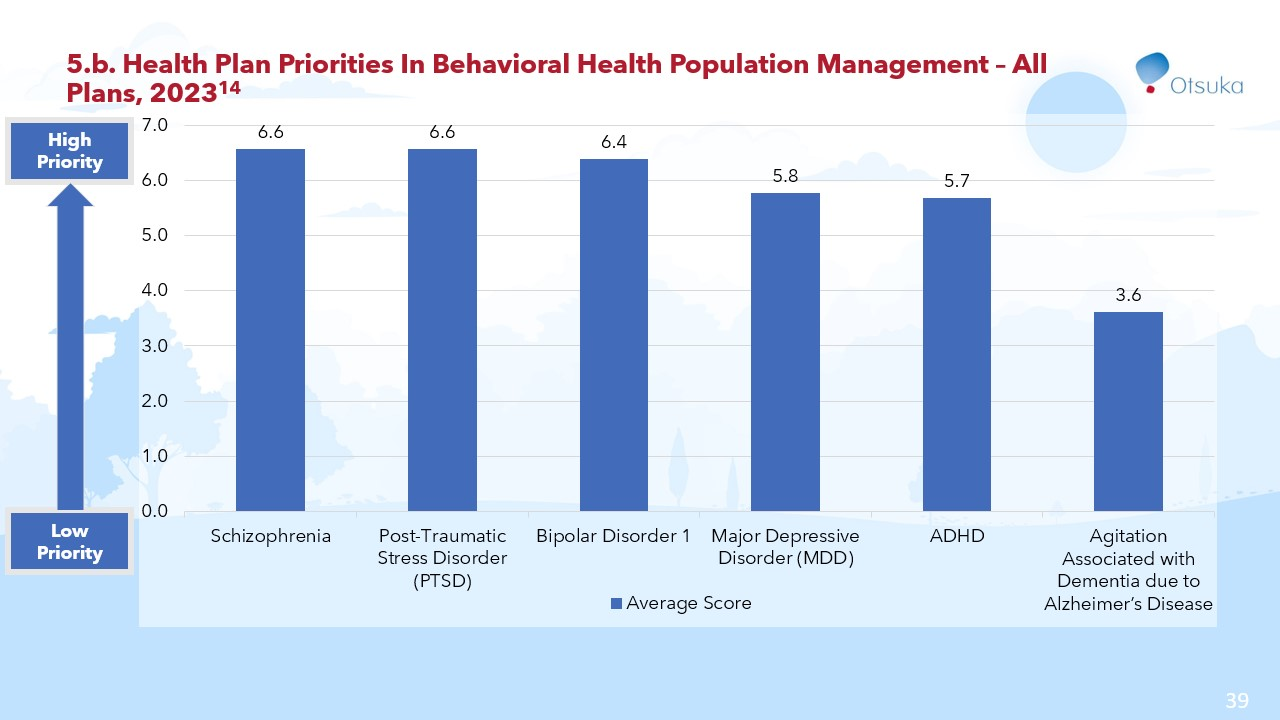 5.b. Health Plan Priorities In Behavioral Health Population Management – All
Plans, 2023¹⁴
Otsuka
High
Priority
Low
Priority
7.0
6.0
5.0
4.0
3.0
2.0
1.0
0.0
6.6
6.6
6.4
5.8
5.7
3.6
Schizophrenia
Post-Traumatic
Stress Disorder
(PTSD)
Bipolar Disorder 1
Major Depressive
Disorder (MDD)
ADHD
Agitation
Associated with
Dementia due to
Alzheimer’s Disease
Average Score
39